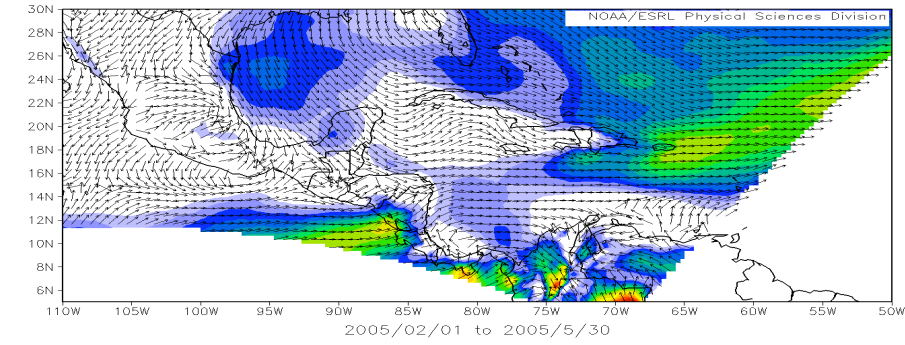 30N
NOAA/ESRL Physical Sciences Division
28N
26N
24N
22N
20N
18N
16N
14N
12N
10N
8N
6N
110W 105W 100W 95W 90W 85W 80W 75W 70W 65W 60W 55W 50W
2005/02/01 to 2005/5/30